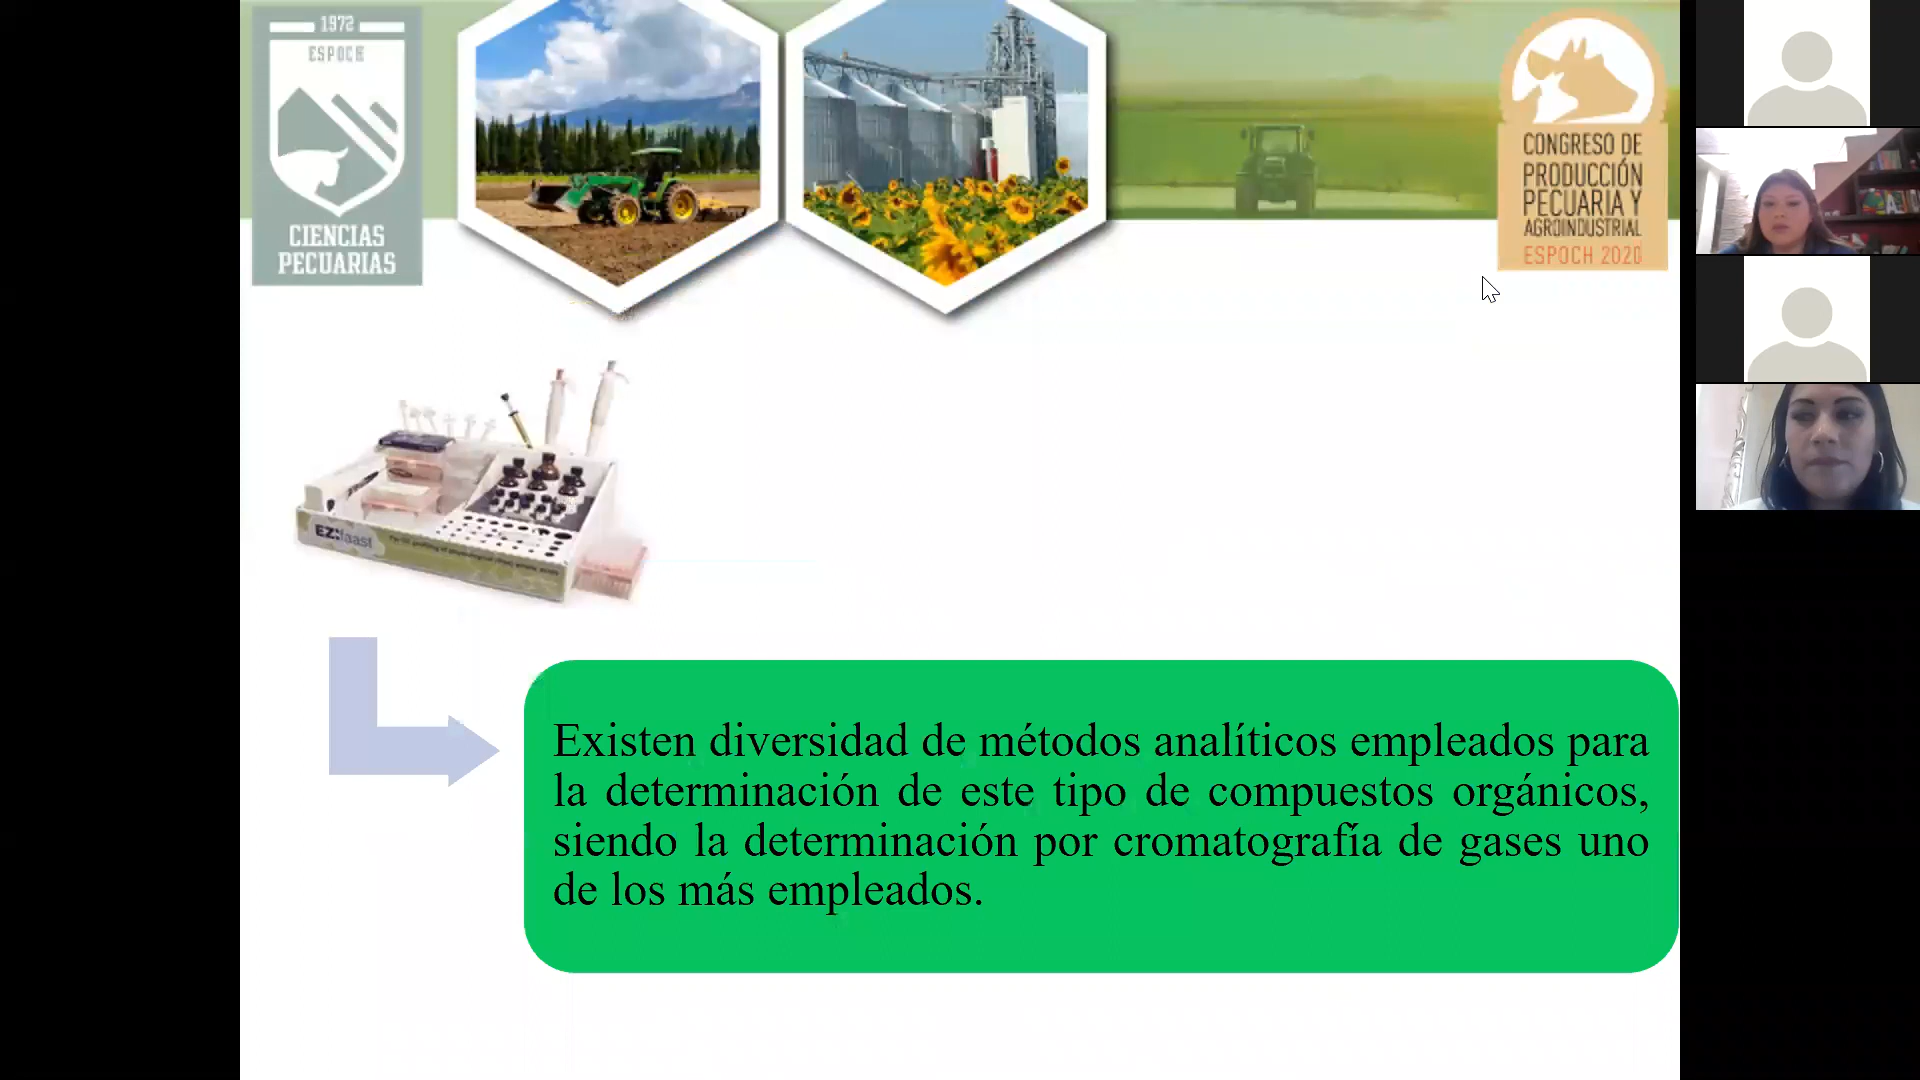 1972
ESPOCH
CIENCIAS
PECUARIAS
CONGRESO DE
PRODUCCIÓN
PECUARIA Y
AGROINDUSTRIAL
ESPOCH 2020
EZ:faast
Existen diversidad de métodos analíticos empleados para
la determinación de este tipo de compuestos orgánicos,
siendo la determinación por cromatografía de gases uno
de los más empleados.